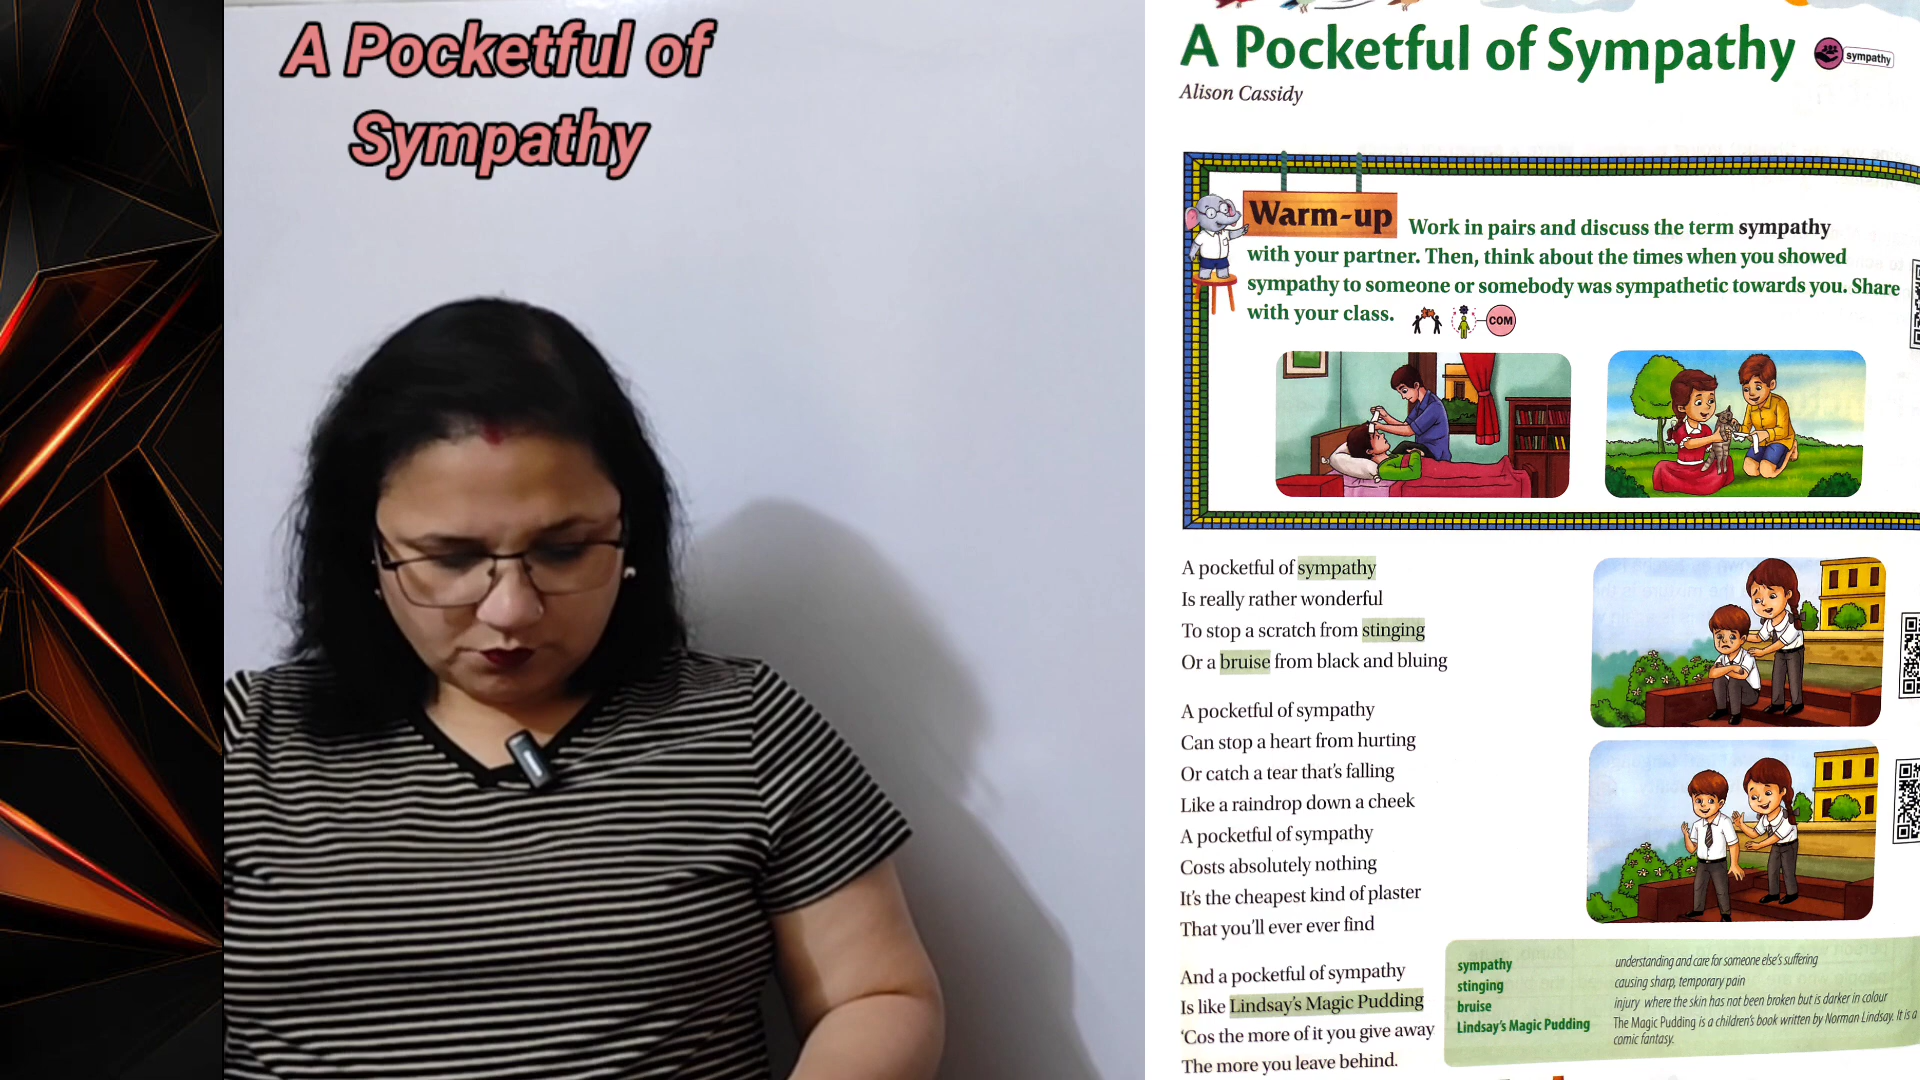 A Pocketful of
Sympathy
A Pocketful of Sympathy
sympathy
Alison Cassidy
Warm-up
Work in pairs and discuss the term sympathy
with your partner. Then, think about the times when you showed
sympathy to someone or somebody was sympathetic towards you. Share
with your class.
COM
A pocketful of sympathy
Is really rather wonderful
To stop a scratch from stinging
Or a bruise from black and bluing
A pocketful of sympathy
Can stop a heart from hurting
Or catch a tear that's falling
Like a raindrop down a cheek
A pocketful of sympathy
Costs absolutely nothing
It's the cheapest kind of plaster
That you'll ever ever find
And a pocketful of sympathy
Is like Lindsay's Magic Pudding
'Cos the more of it you give away
The more you leave behind.
sympathy understanding and care for someone else's suffering
stinging causing sharp, temporary pain
bruise injury where the skin has not been broken but is darker in colour
Lindsay's Magic Pudding The Magic Pudding is a children's book written by Norman Lindsay. It is a
comic fantasy.